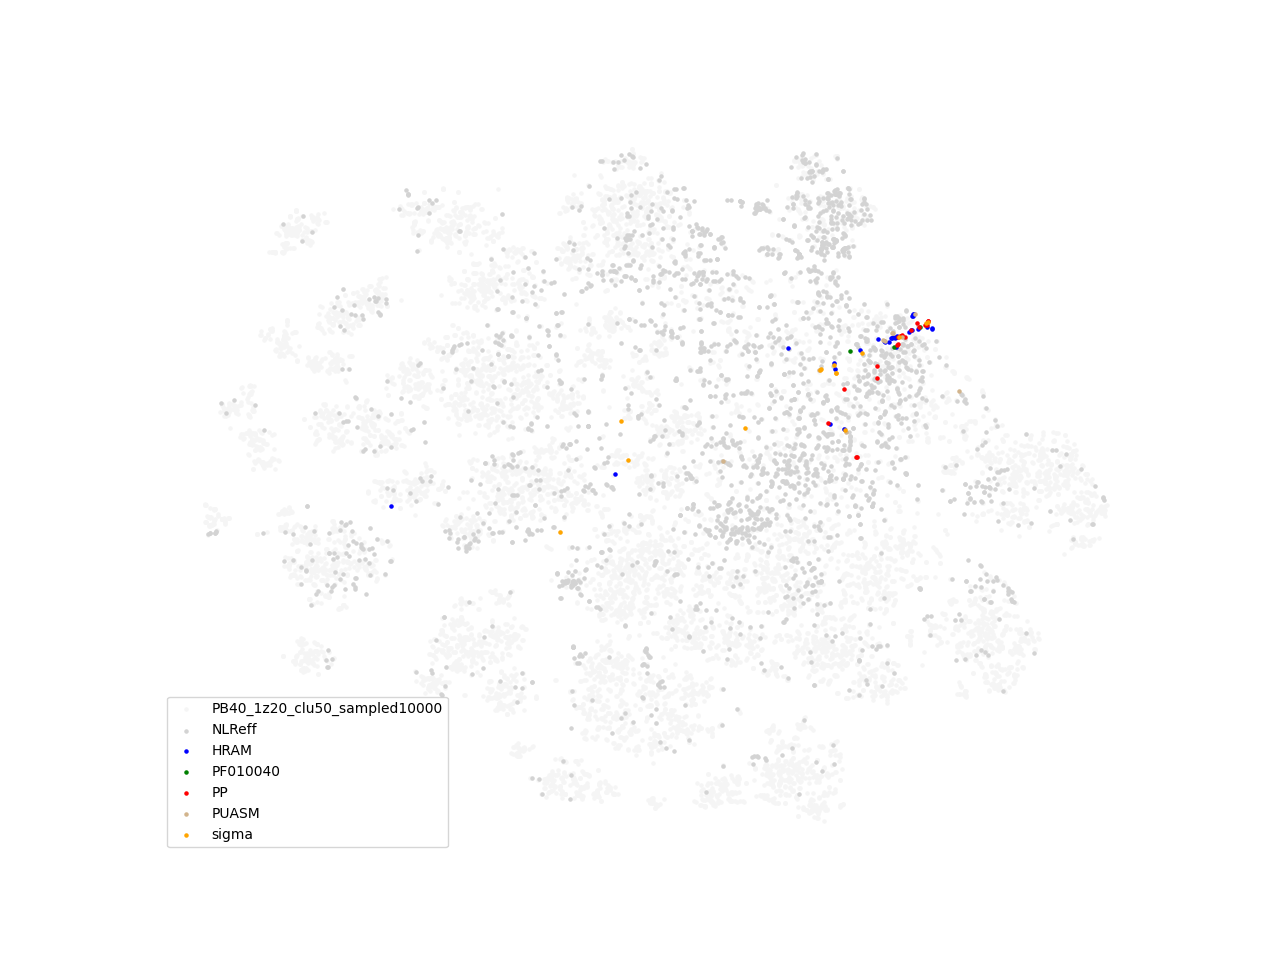 PB40_1z20_clu50_sampled10000
NLReff
HRAM
PF010040
PP
PUASM
sigma